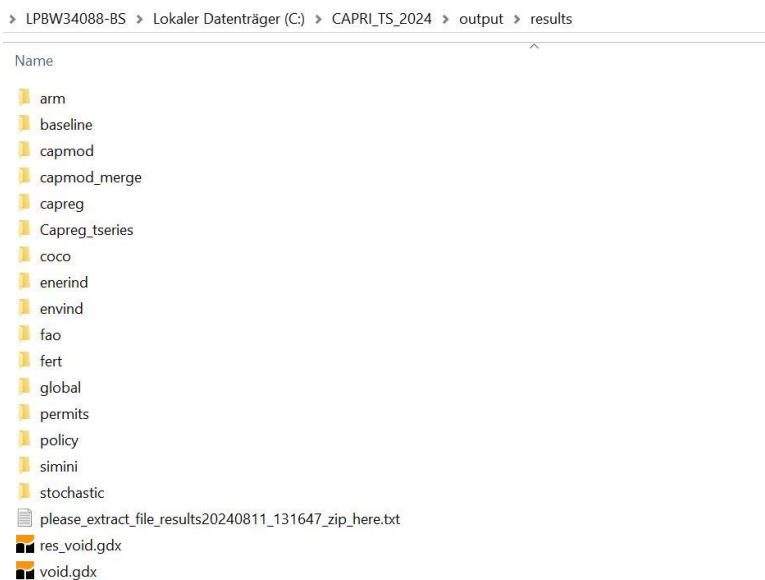 > LPBW34088-BS > Lokaler Datenträger (C:) > CAPRI_TS_2024 > output > results
Name
arm
baseline
capmod
capmod_merge
capreg
Capreg_tseries
coco
enerind
envind
fao
fert
global
permits
policy
simini
stochastic
please_extract_file_results20240811_131647_zip_here.txt
res_void.gdx
void.gdx